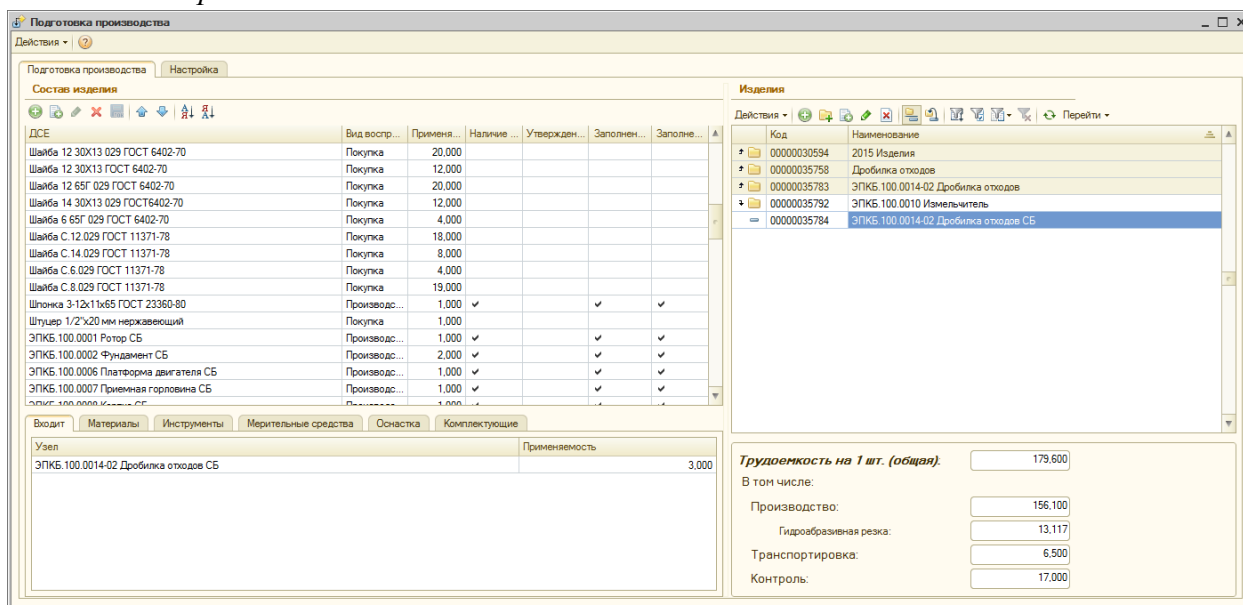 Подготовка производства
Действия
Подготовка производства Настройка
Состав изделия
ДСЕ Вид воспр... Применя... Наличие ... Утвержден... Заполнен... Заполне...
Шайба 12 30Х13 029 ГОСТ 6402-70 Покупка 20,000
Шайба 12 30Х13 ГОСТ 6402-70 Покупка 12,000
Шайба 12 65Г 029 ГОСТ 6402-70 Покупка 20,000
Шайба 14 30Х13 029 ГОСТ6402-70 Покупка 12,000
Шайба 6 65Г 029 ГОСТ 6402-70 Покупка 4,000
Шайба С.12.029 ГОСТ 11371-78 Покупка 18,000
Шайба С.14.029 ГОСТ 11371-78 Покупка 8,000
Шайба С.6.029 ГОСТ 11371-78 Покупка 4,000
Шайба С.8.029 ГОСТ 11371-78 Покупка 19,000
Шпонка 3-12х11х65 ГОСТ 23360-80 Производс... 1,000
Штуцер 1/2"х20 мм нержавеющий Покупка 1,000
ЭПКБ.100.0001 Ротор СБ Производс... 1,000
ЭПКБ.100.0002 Фундамент СБ Производс... 2,000
ЭПКБ.100.0006 Платформа двигателя СБ Производс... 1,000
ЭПКБ.100.0007 Приемная горловина СБ Производс... 1,000
Входит Материалы Инструменты Мерительные средства Оснастка Комплектующие
Узел Применяемость
ЭПКБ.100.0014-02 Дробилка отходов СБ 3,000
Изделия
Действия Перейти
Код Наименование
00000030594 2015 Изделия
00000035758 Дробилка отходов
00000035783 ЭПКБ.100.0014-02 Дробилка отходов
00000035792 ЭПКБ.100.0010 Измельчитель
00000035784 ЭПКБ.100.0014-02 Дробилка отходов СБ
Трудоемкость на 1 шт. (общая): 179,600
В том числе:
Производство: 156,100
Гидроабразивная резка: 13,117
Транспортировка: 6,500
Контроль: 17,000